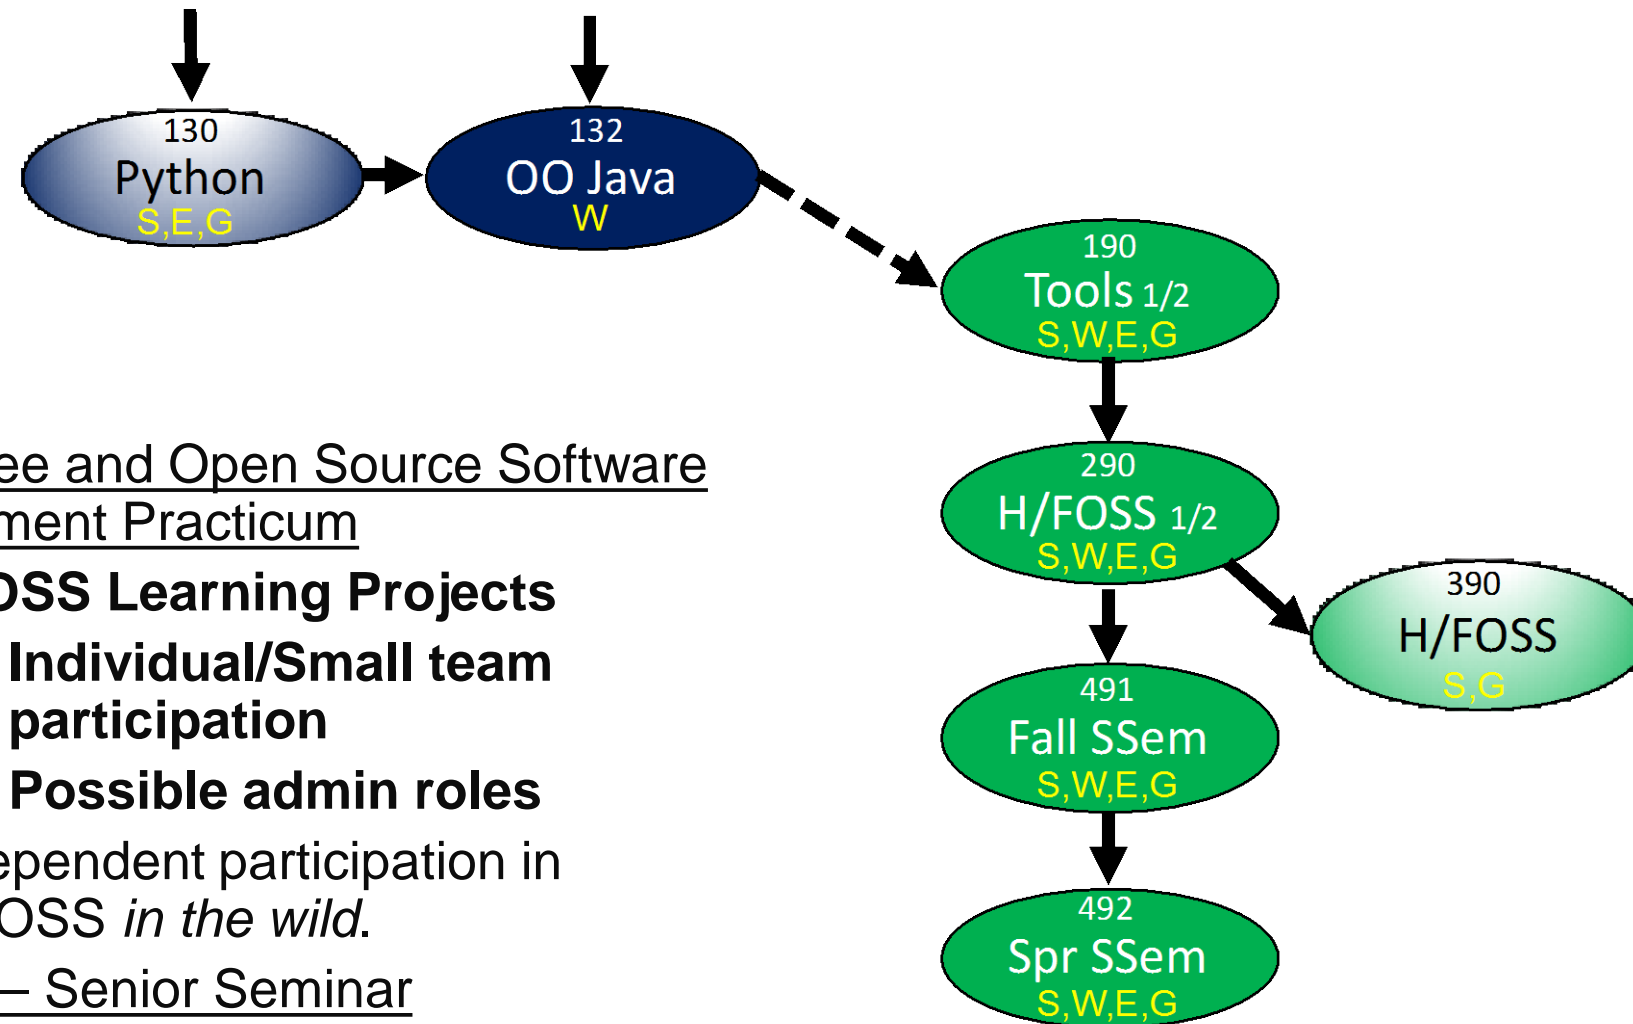 130
Python
S,E,G
132
OO Java
W
190
Tools 1/2
S,W,E,G
290
H/FOSS 1/2
S,W,E,G
390
H/FOSS
S,G
491
Fall SSem
S,W,E,G
492
Spr SSem
S,W,E,G
ee and Open Source Software
ment Practicum
OSS Learning Projects
Individual/Small team
participation
Possible admin roles
ependent participation in
OSS in the wild.
– Senior Seminar